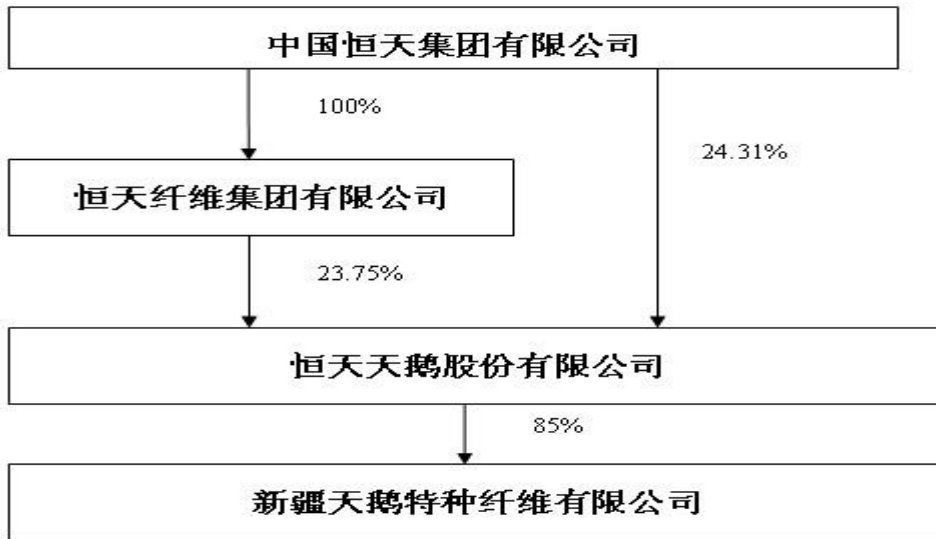 中国恒天集团有限公司
100%
24.31%
恒天纤维集团有限公司
23.75%
恒天天鹅股份有限公司
85%
新疆天鹅特种纤维有限公司